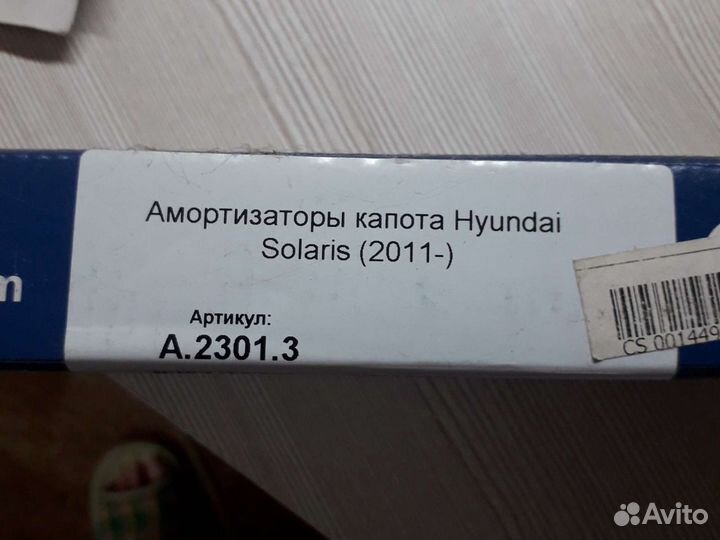 Амортизаторы капота Hyundai
Solaris (2011-)
Артикул:
A.2301.3
m
CS 001449
Avito